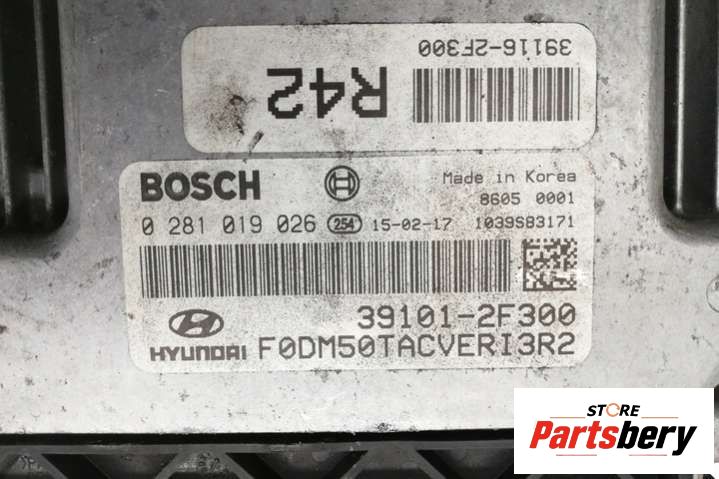 39116-2F300
R42
BOSCH
Made in Korea
8605 0001
0 281 019 026 254 15-02-17 1039S83171
39101-2F300
HYUNDAI F0DM50TACVERI3R2
STORE
Partsbery